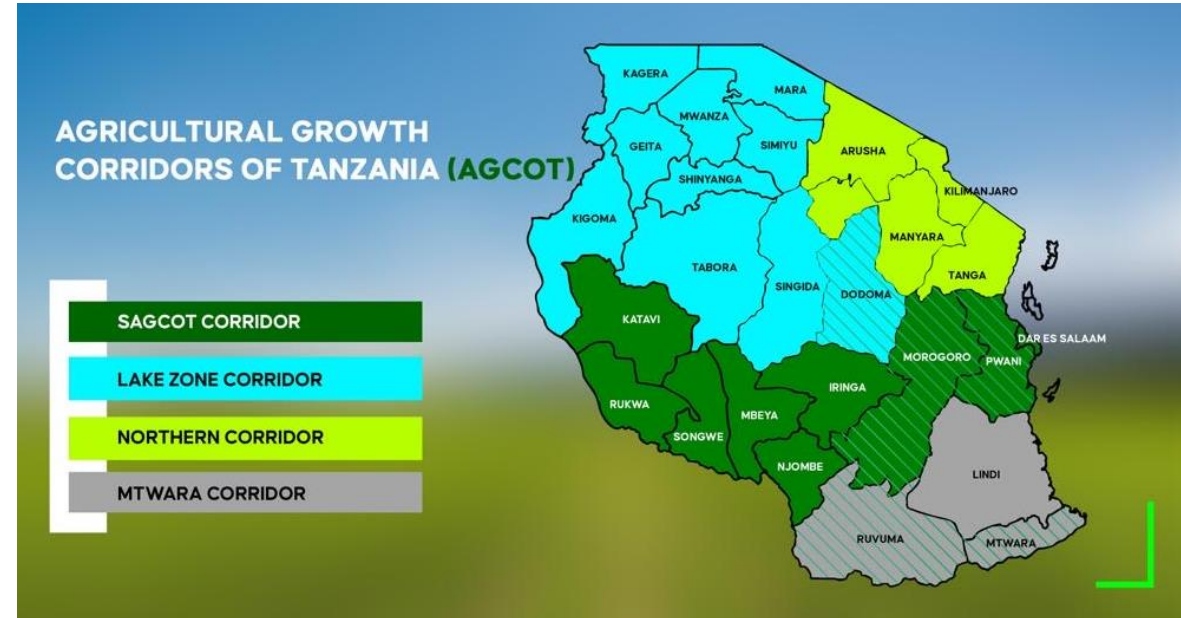 AGRICULTURAL GROWTH
CORRIDORS OF TANZANIA (AGCOT)
SAGCOT CORRIDOR
LAKE ZONE CORRIDOR
NORTHERN CORRIDOR
MTWARA CORRIDOR
KAGERA
MARA
MWANZA
GEITA
SIMIYU
ARUSHA
SHINYANGA
KILIMANJARO
KIGOMA
MANYARA
TABORA
TANGA
SINGIDA
DODOMA
KATAVI
DAR ES SALAAM
MOROGORO
PWANI
IRINGA
RUKWA
MBEYA
SONGWE
NJOMBE
LINDI
RUVUMA
MTWARA